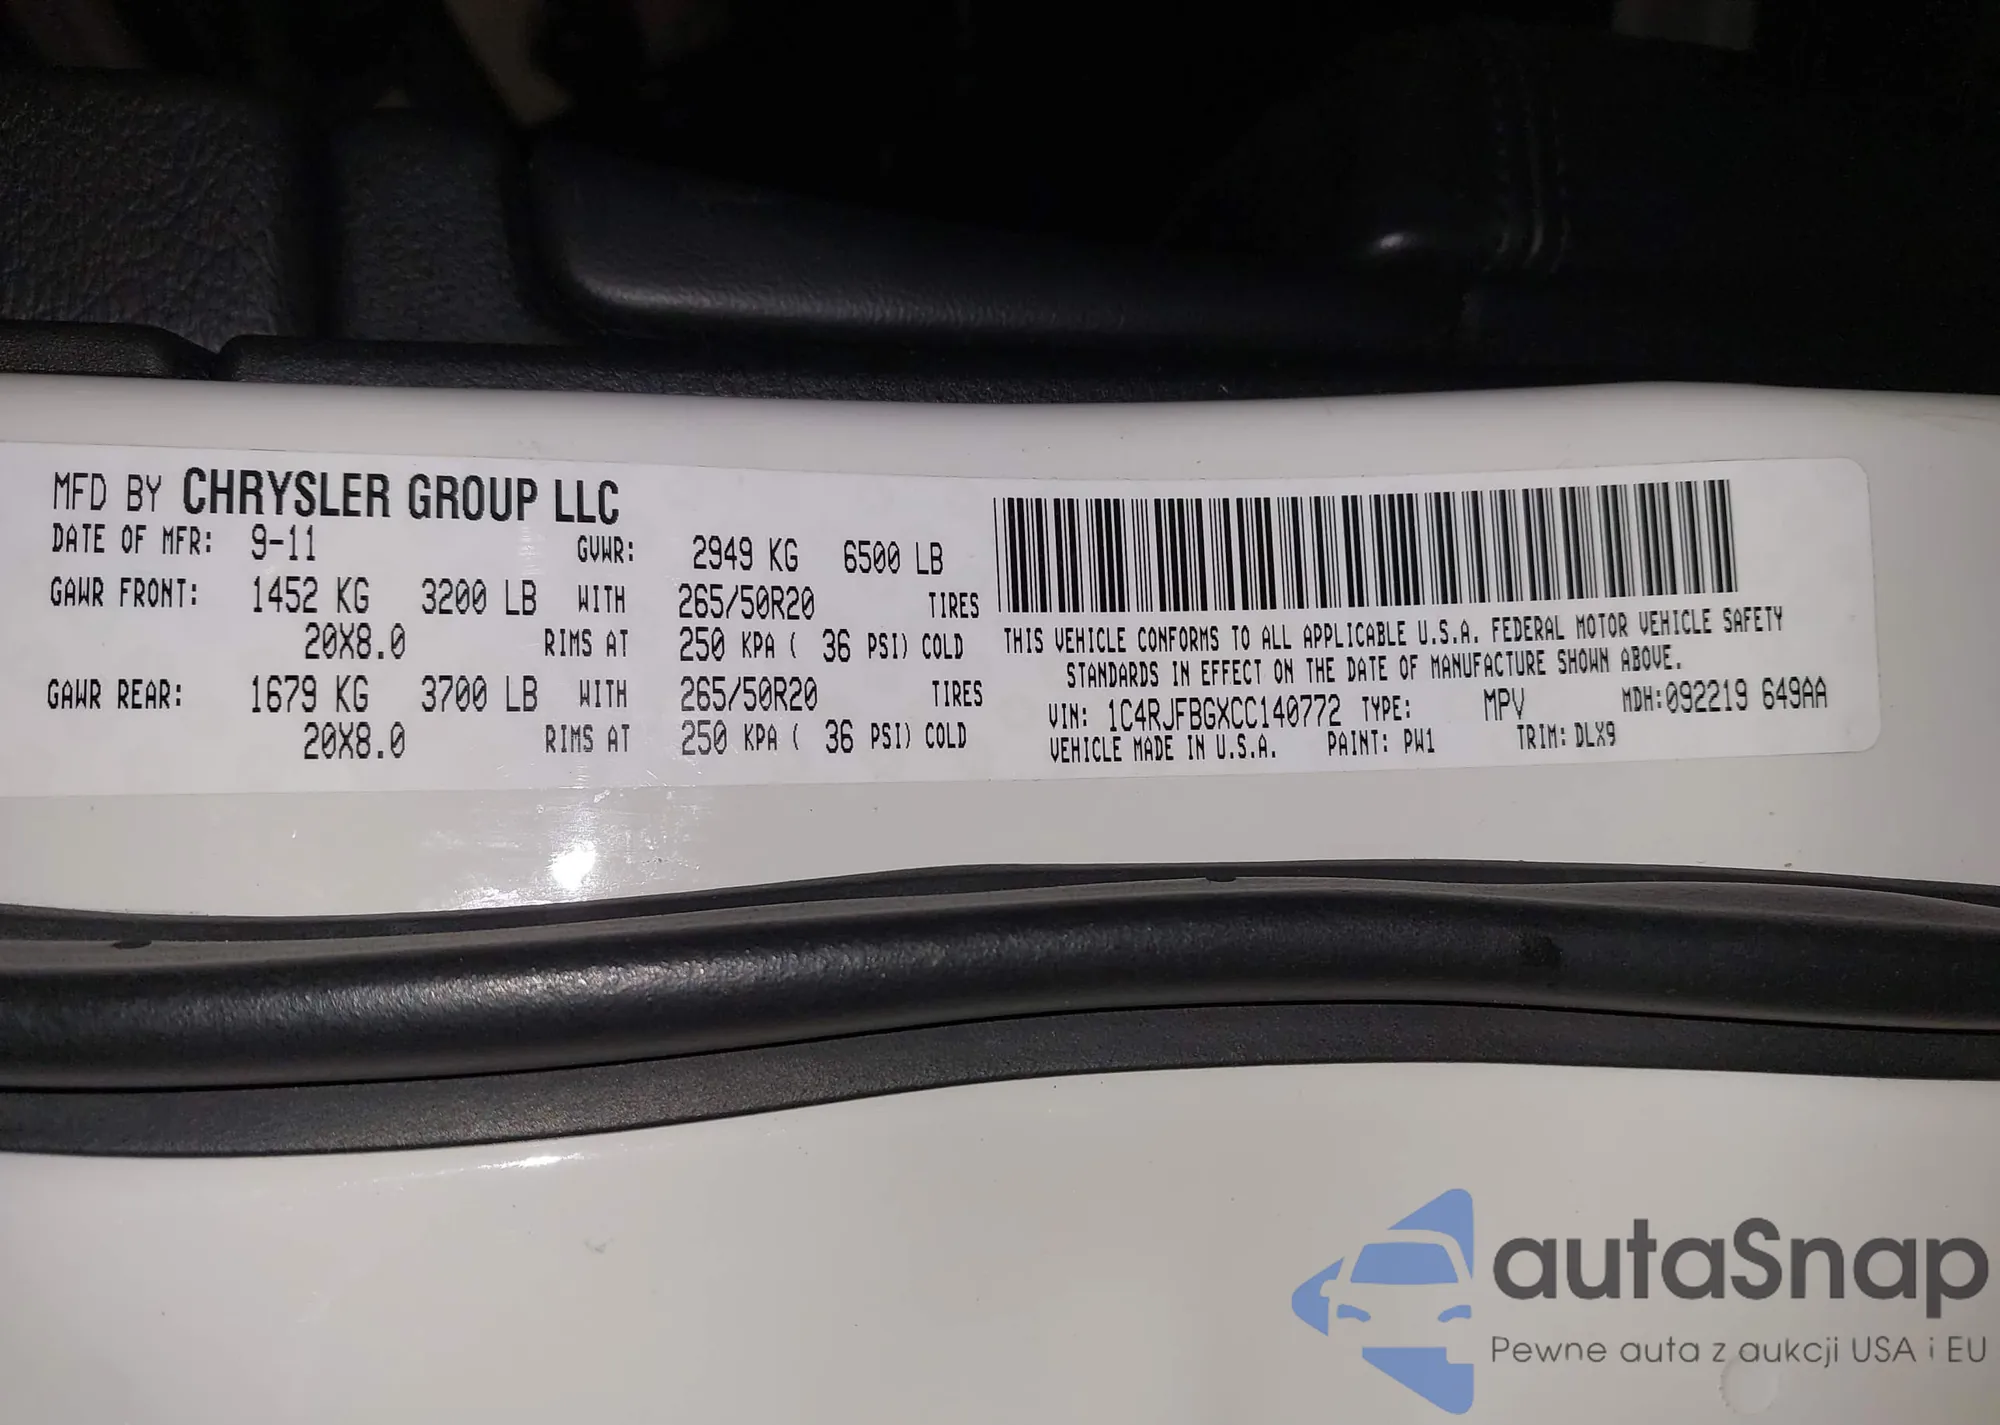 MFD BY CHRYSLER GROUP LLC
DATE OF MFR: 9-11 GVWR: 2949 KG 6500 LB
GAWR FRONT: 1452 KG 3200 LB WITH 265/50R20 TIRES
20X8.0 RIMS AT 250 KPA ( 36 PSI) COLD
GAWR REAR: 1679 KG 3700 LB WITH 265/50R20 TIRES
20X8.0 RIMS AT 250 KPA ( 36 PSI) COLD
THIS VEHICLE CONFORMS TO ALL APPLICABLE U.S.A. FEDERAL MOTOR VEHICLE SAFETY
STANDARDS IN EFFECT ON THE DATE OF MANUFACTURE SHOWN ABOVE.
VIN: 1C4RJFBGXCC140772 TYPE: MPV MDH:092219 649AA
VEHICLE MADE IN U.S.A. PAINT: PW1 TRIM: DLX9
autaSnap
Pewne auta z aukcji USA i EU